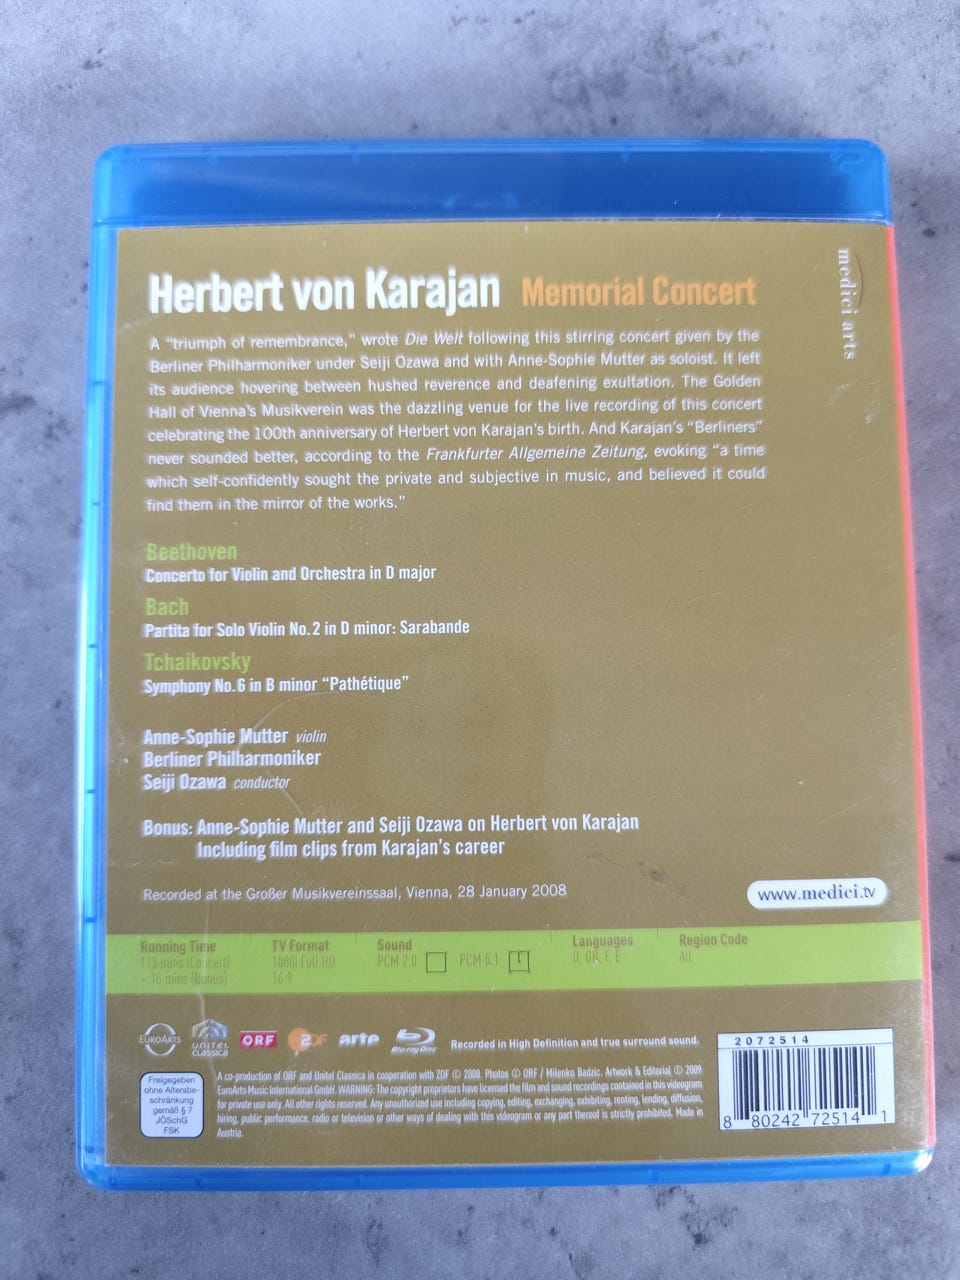 medici arts
Herbert von Karajan Memorial Concert
A "triumph of remembrance," wrote Die Welt following this stirring concert given by the
Berliner Philharmoniker under Seiji Ozawa and with Anne-Sophie Mutter as soloist. It left
its audience hovering between hushed reverence and deafening exultation. The Golden
Hall of Vienna's Musikverein was the dazzling venue for the live recording of this concert
celebrating the 100th anniversary of Herbert von Karajan's birth. And Karajan's "Berliners"
never sounded better, according to the Frankfurter Allgemeine Zeitung, evoking "a time
which self-confidently sought the private and subjective in music, and believed it could
find them in the mirror of the works."
Beethoven
Concerto for Violin and Orchestra in D major
Bach
Partita for Solo Violin No. 2 in D minor: Sarabande
Tchaikovsky
Symphony No. 6 in B minor "Pathétique"
Anne-Sophie Mutter violin
Berliner Philharmoniker
Seiji Ozawa conductor
Bonus: Anne-Sophie Mutter and Seiji Ozawa on Herbert von Karajan
Including film clips from Karajan's career
Recorded at the Großer Musikvereinssaal, Vienna, 28 January 2008
www.medici.tv
Running Time TV Format Sound Languages Region Code
113 mins (Concert) 1080i Full HD PCM 2.0 PCM 5.1 D, GB, F, E All
+ 10 mins (Bonus) 16:9
EUROARTS UNITEL CLASSICA ORF ZDF arte Blu-ray Disc Recorded in High Definition and true surround sound.
2072514
Freigegeben
ohne Altersbe-
schränkung
gemäß § 7
JÖSchG
FSK
A co-production of ORF and Unitel Classica in cooperation with ZDF © 2008. Photos © ORF / Milenko Badzic. Artwork & Editorial © 2009
EuroArts Music International GmbH. WARNING: The copyright proprietors have licensed the film and sound recordings contained in this videogram
for private use only. All other rights reserved. Any unauthorized use including copying, editing, exchanging, exhibiting, renting, lending, diffusion,
hiring, public performance, radio or television or other ways of dealing with this videogram or any part thereof is strictly prohibited. Made in
Austria.
8 80242 72514 1